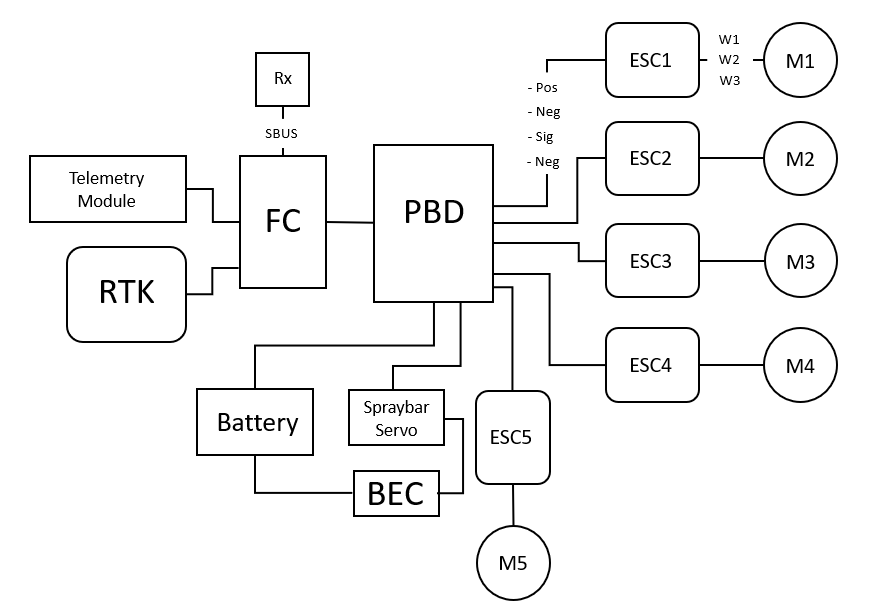 ESC1
W1
W2
W3
M1
Rx
- Pos
- Neg
- Sig
- Neg
SBUS
ESC2
M2
Telemetry
Module
FC
PBD
RTK
ESC3
M3
ESC4
M4
Battery
Spraybar
Servo
ESC5
BEC
M5